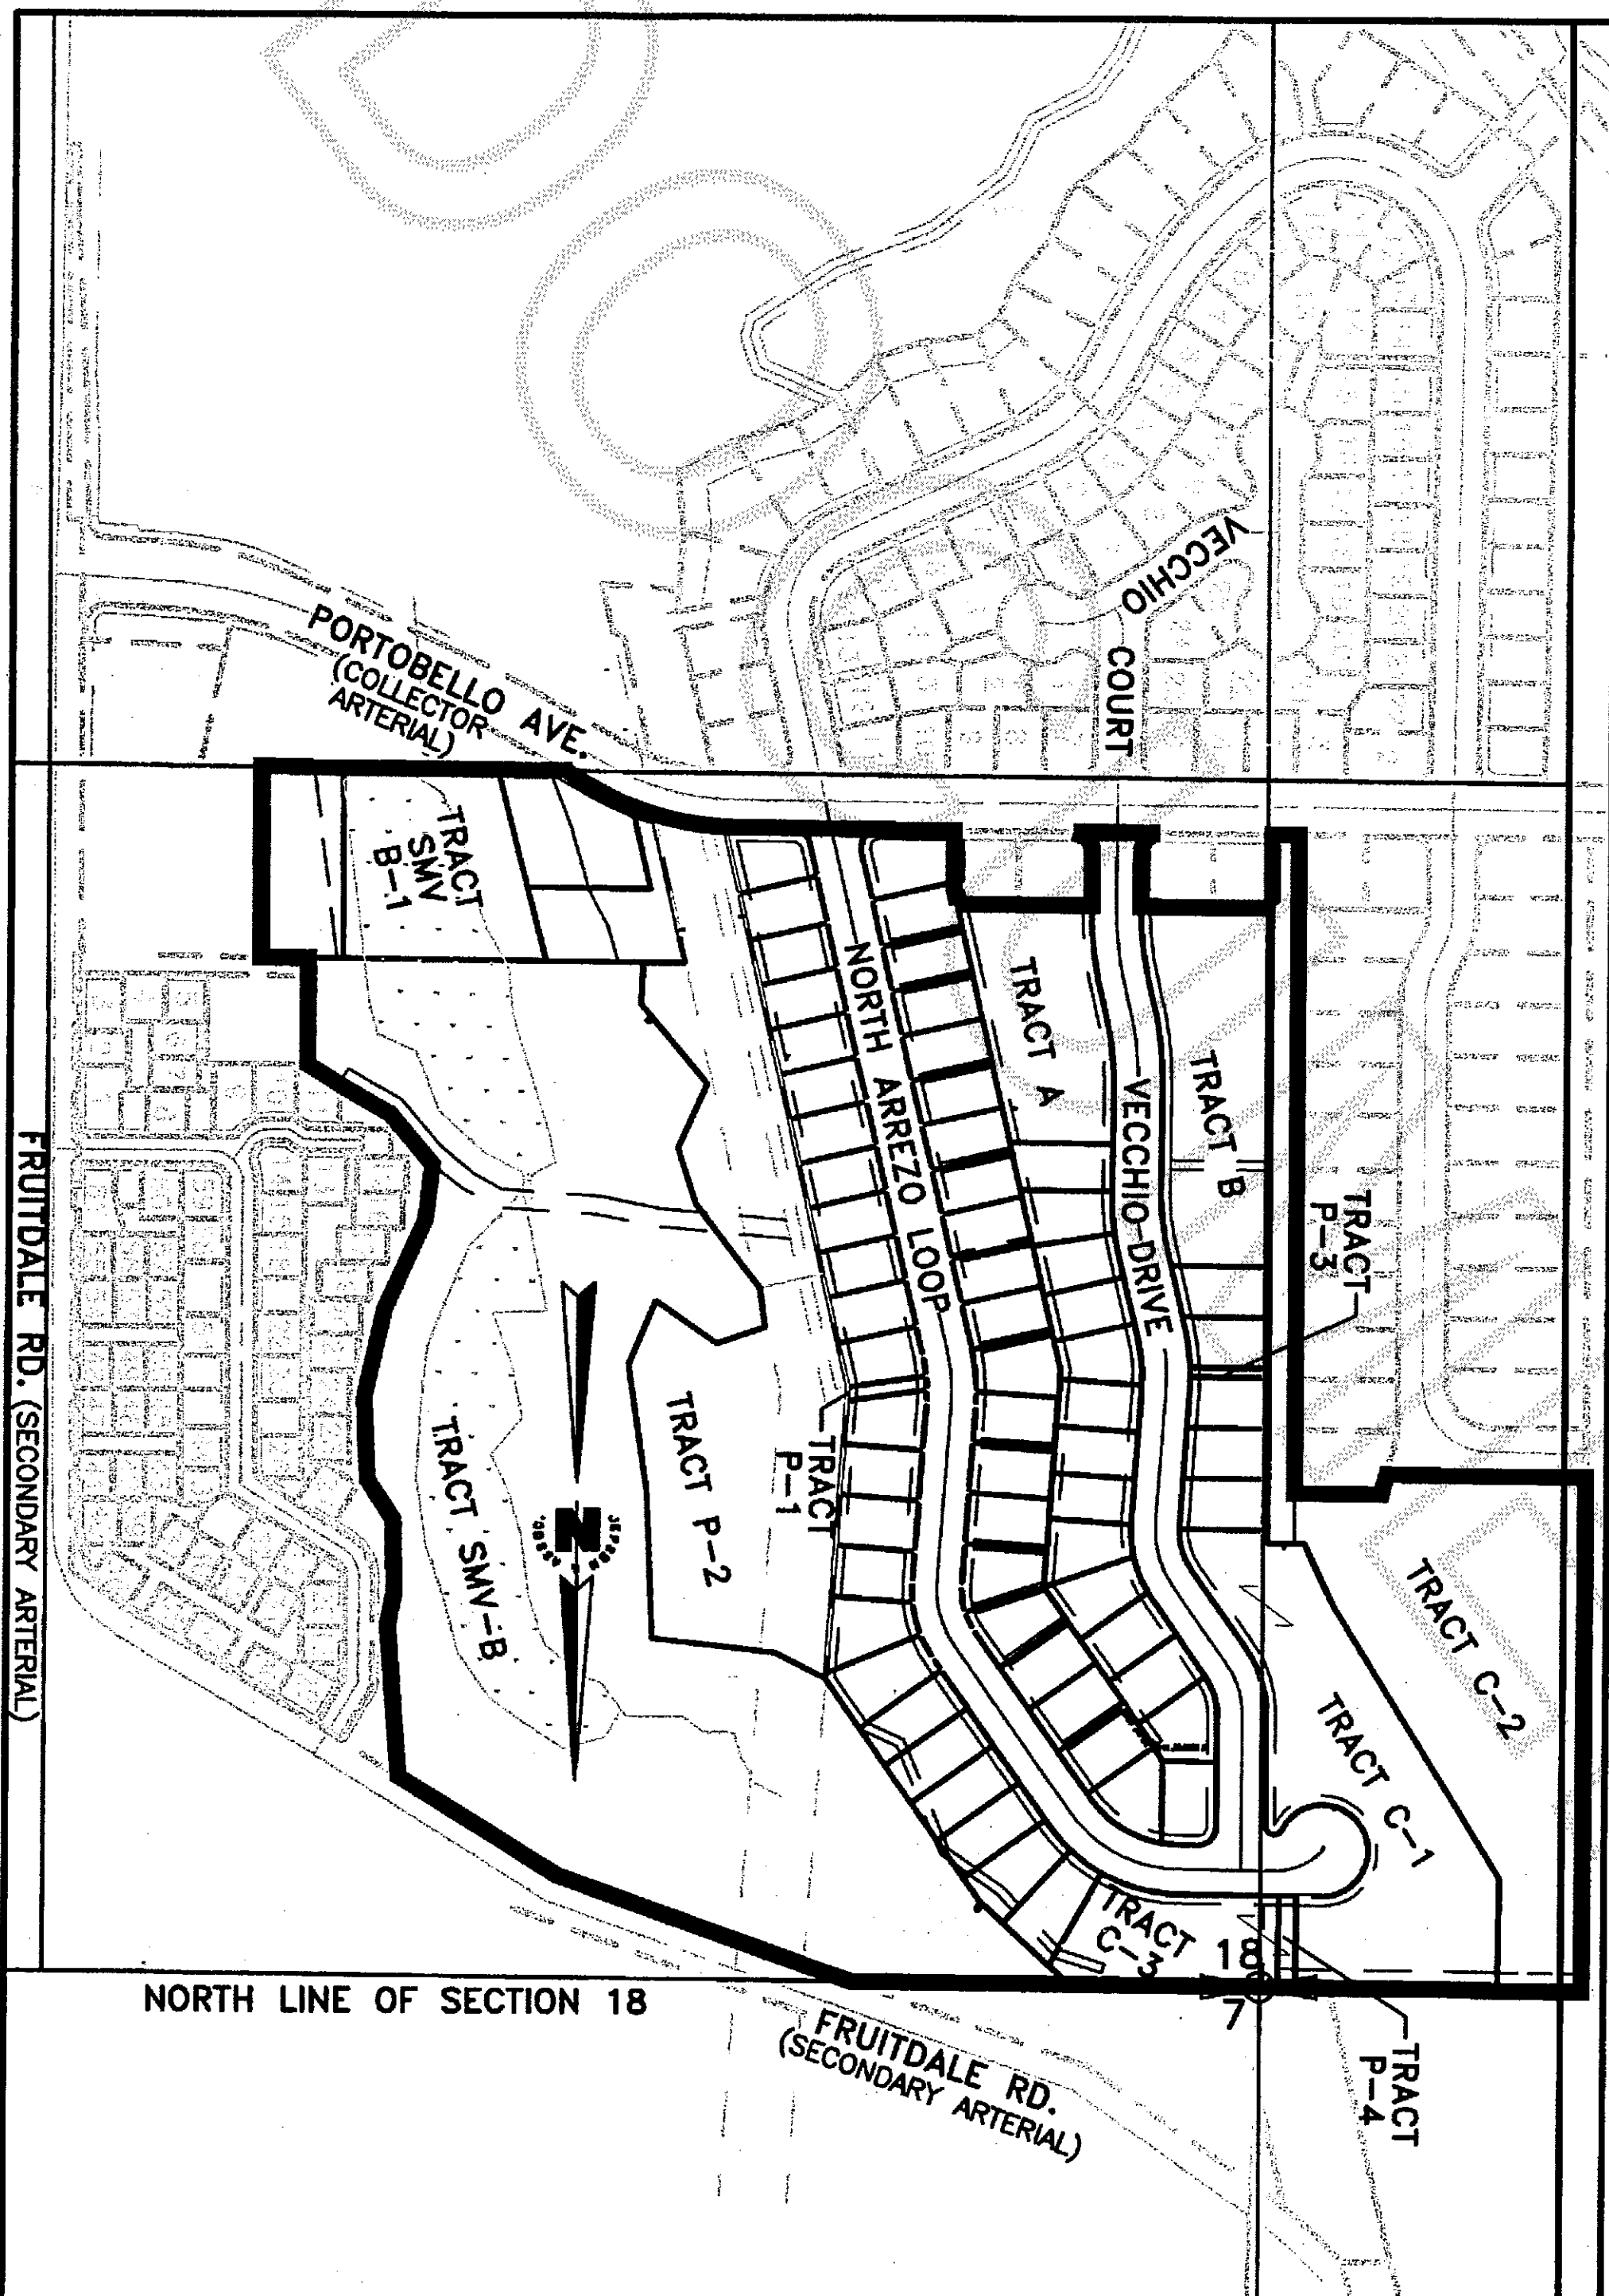 VECCHIO
COURT
PORTOBELLO AVE.
(COLLECTOR
ARTERIAL)
TRACT
SMV
B-1
NORTH ARREZO LOOP
TRACT A
VECCHIO DRIVE
TRACT B
TRACT
P-3
FRUITDALE RD. (SECONDARY ARTERIAL)
TRACT SMV-B
N
TRACT P-2
TRACT
P-1
TRACT C-2
TRACT C-1
TRACT
C-3
18
7
NORTH LINE OF SECTION 18
FRUITDALE RD.
(SECONDARY ARTERIAL)
TRACT
P-4